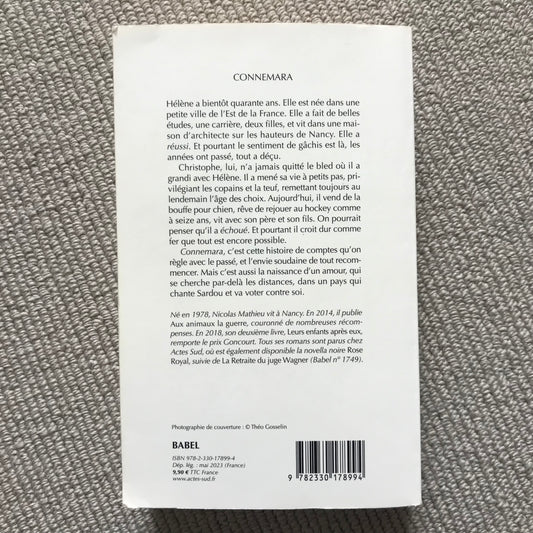 CONNEMARA
Hélène a bientôt quarante ans. Elle est née dans une
petite ville de l'Est de la France. Elle a fait de belles
études, une carrière, deux filles, et vit dans une mai-
son d'architecte sur les hauteurs de Nancy. Elle a
réussi. Et pourtant le sentiment de gâchis est là, les
années ont passé, tout a déçu.
Christophe, lui, n'a jamais quitté le bled où il a
grandi avec Hélène. Il a mené sa vie à petits pas, pri-
vilégiant les copains et la teuf, remettant toujours au
lendemain l'âge des choix. Aujourd'hui, il vend de la
bouffe pour chien, rêve de rejouer au hockey comme
à seize ans, vit avec son père et son fils. On pourrait
penser qu'il a échoué. Et pourtant il croit dur comme
fer que tout est encore possible.
Connemara, c'est cette histoire de comptes qu'on
règle avec le passé, et l'envie soudaine de tout recom-
mencer. Mais c'est aussi la naissance d'un amour, qui
se cherche par-delà les distances, dans un pays qui
chante Sardou et va voter contre soi.
Né en 1978, Nicolas Mathieu vit à Nancy. En 2014, il publie
Aux animaux la guerre, couronné de nombreuses récom-
penses. En 2018, son deuxième livre, Leurs enfants après eux,
remporte le prix Goncourt. Tous ses romans sont parus chez
Actes Sud, où est également disponible la novella noire Rose
Royal, suivie de La Retraite du juge Wagner (Babel n° 1749).
Photographie de couverture : © Théo Gosselin
BABEL
ISBN 978-2-330-17899-4
Dép. lég. : mai 2023 (France)
9,90 € TTC France
www.actes-sud.fr
9 782330 178994